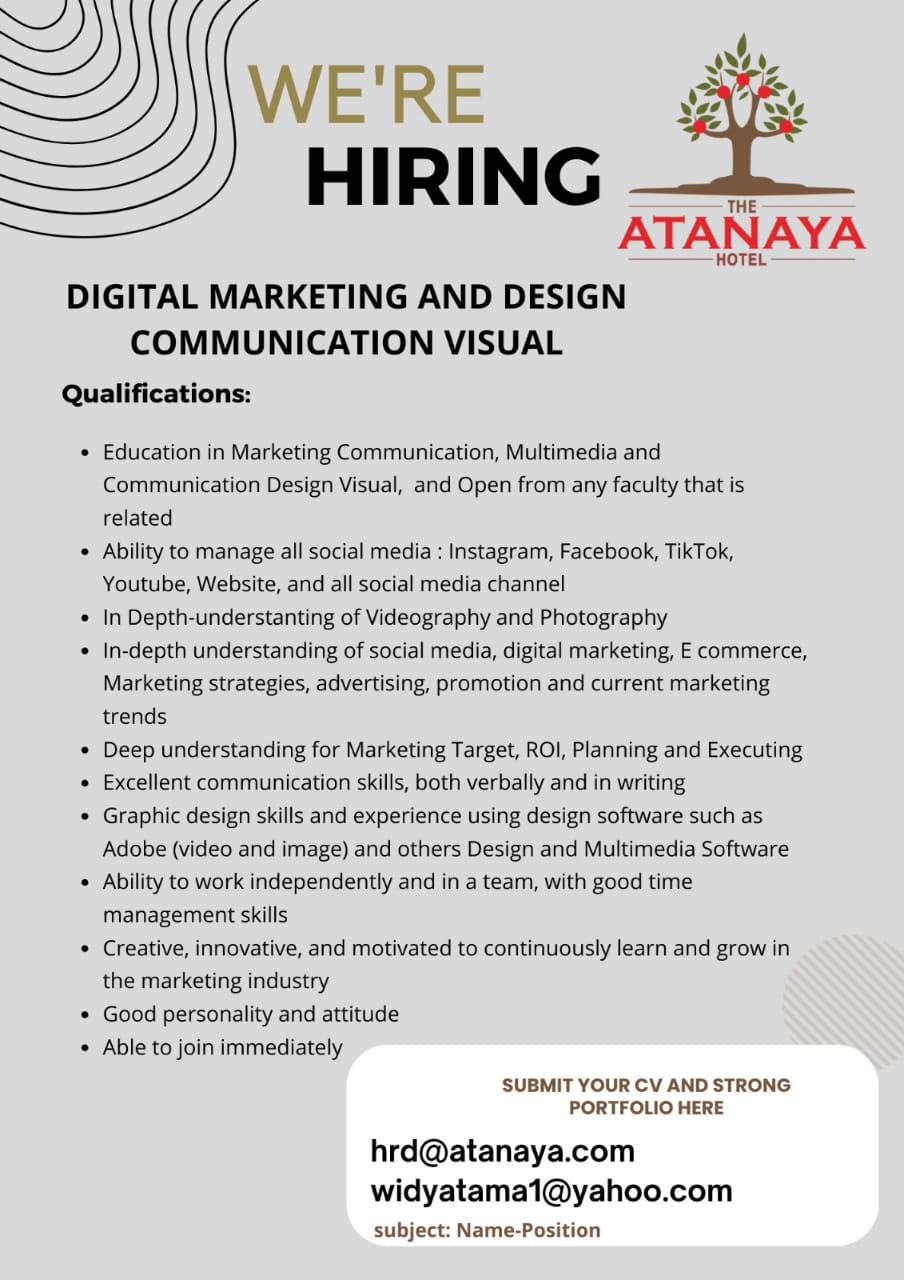 WE'RE
HIRING
THE
ATANAYA
HOTEL
DIGITAL MARKETING AND DESIGN
COMMUNICATION VISUAL
Qualifications:
• Education in Marketing Communication, Multimedia and
Communication Design Visual,  and Open from any faculty that is
related
• Ability to manage all social media : Instagram, Facebook, TikTok,
Youtube, Website, and all social media channel
• In Depth-understanting of Videography and Photography
• In-depth understanding of social media, digital marketing, E commerce,
Marketing strategies, advertising, promotion and current marketing
trends
• Deep understanding for Marketing Target, ROI, Planning and Executing
• Excellent communication skills, both verbally and in writing
• Graphic design skills and experience using design software such as
Adobe (video and image) and others Design and Multimedia Software
• Ability to work independently and in a team, with good time
management skills
• Creative, innovative, and motivated to continuously learn and grow in
the marketing industry
• Good personality and attitude
• Able to join immediately
SUBMIT YOUR CV AND STRONG
PORTFOLIO HERE
hrd@atanaya.com
widyatama1@yahoo.com
subject: Name-Position